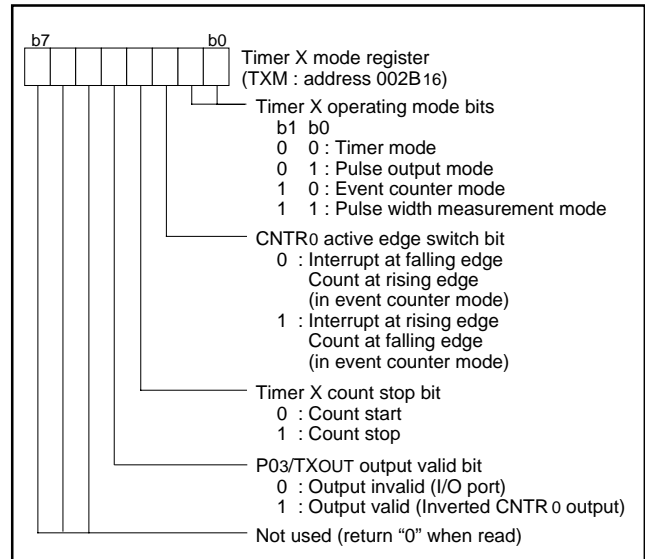 b7 b0
Timer X mode register
(TXM : address 002B16)
Timer X operating mode bits
b1 b0
0 0 : Timer mode
0 1 : Pulse output mode
1 0 : Event counter mode
1 1 : Pulse width measurement mode
CNTR0 active edge switch bit
0 : Interrupt at falling edge
Count at rising edge
(in event counter mode)
1 : Interrupt at rising edge
Count at falling edge
(in event counter mode)
Timer X count stop bit
0 : Count start
1 : Count stop
P03/TXOUT output valid bit
0 : Output invalid (I/O port)
1 : Output valid (Inverted CNTR0 output)
Not used (return “0” when read)